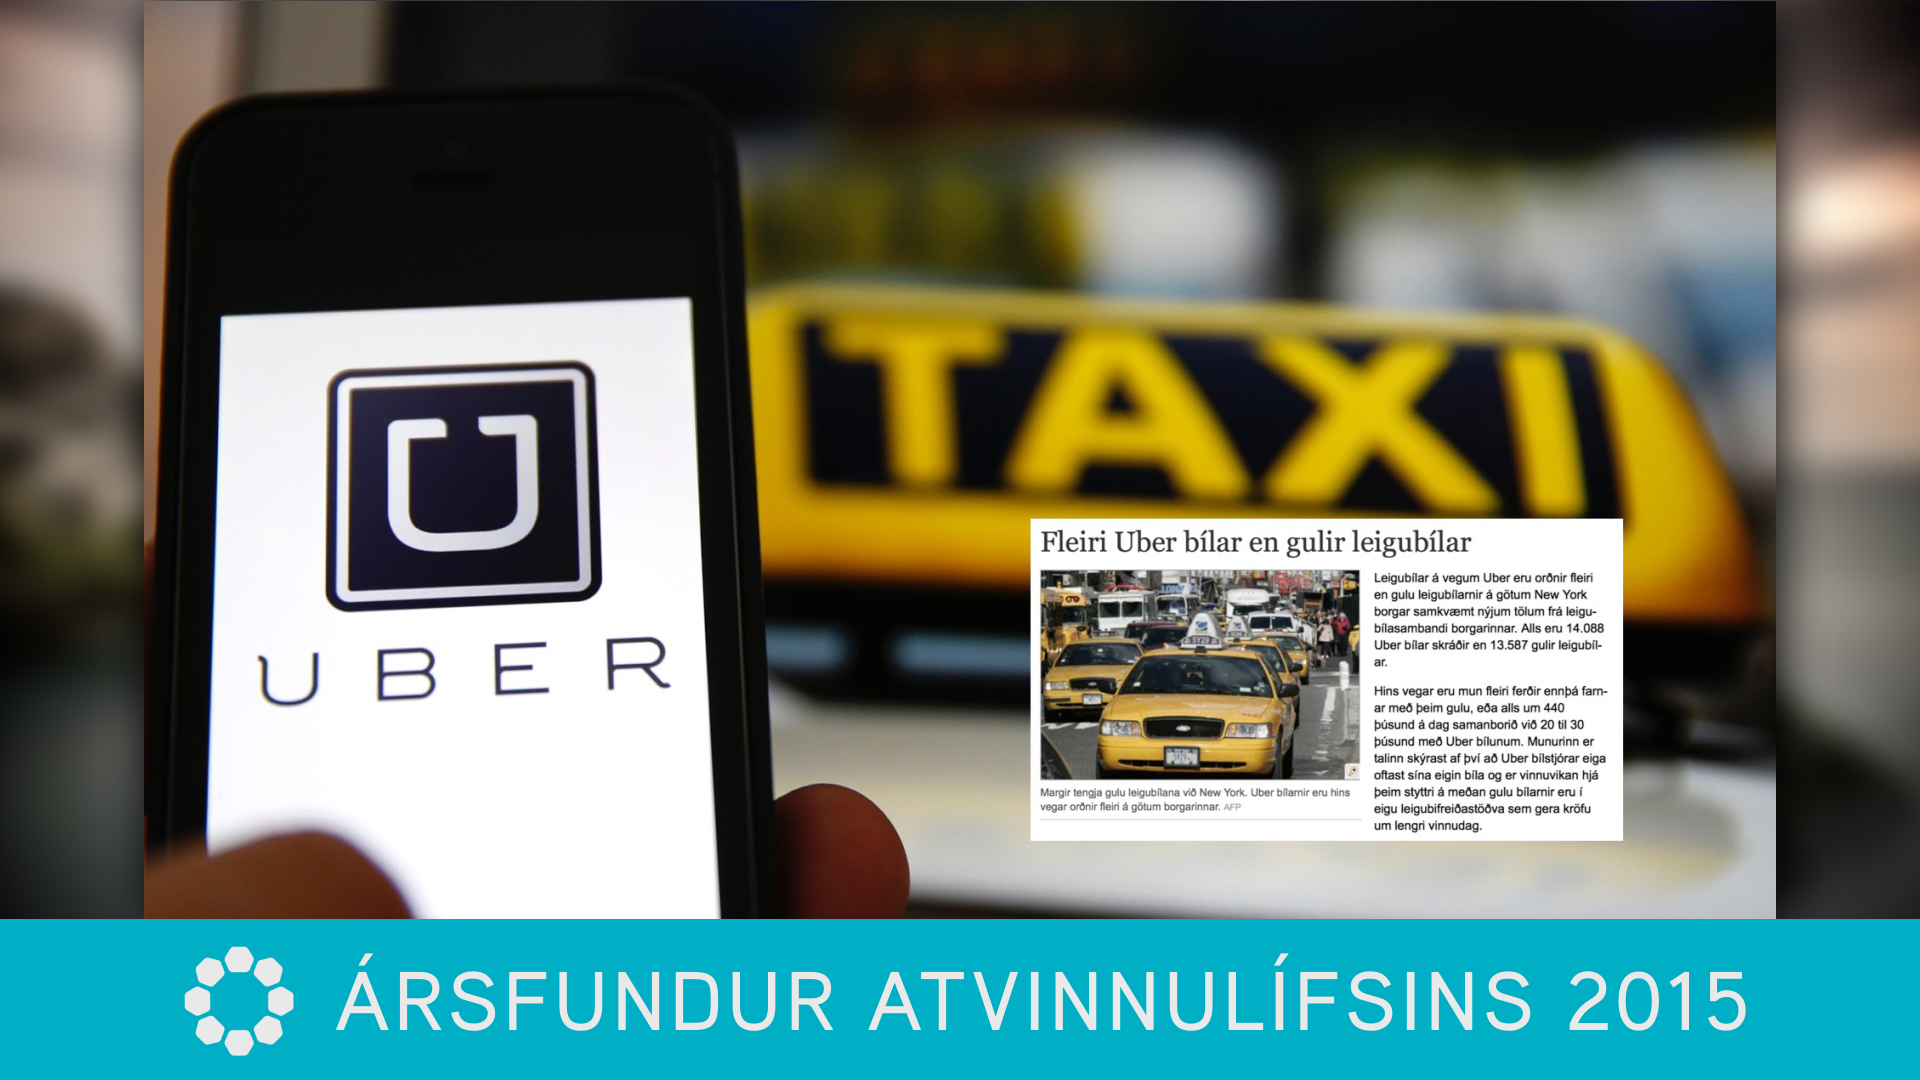 U
UBER
TAXI
Fleiri Uber bílar en gulir leigubílar
Leigubílar á vegum Uber eru orðnir fleiri
en gulu leigubílarnir á götum New York
borgar samkvæmt nýjum tölum frá leigu-
bílasambandi borgarinnar. Alls eru 14.088
Uber bílar skráðir en 13.587 gulir leigubíl-
ar.
Hins vegar eru mun fleiri ferðir ennþá farn-
ar með þeim gulu, eða alls um 440
þúsund á dag samanborið við 20 til 30
þúsund með Uber bílunum. Munurinn er
talinn skýrast af því að Uber bílstjórar eiga
oftast sína eigin bíla og er vinnuvikan hjá
þeim styttri á meðan gulu bílarnir eru í
eigu leigubifreiðastöðva sem gera kröfu
um lengri vinnudag.
5Y29
Margir tengja gulu leigubílana við New York. Uber bílarnir eru hins
vegar orðnir fleiri á götum borgarinnar. AFP
ÁRSFUNDUR ATVINNULÍFSINS 2015